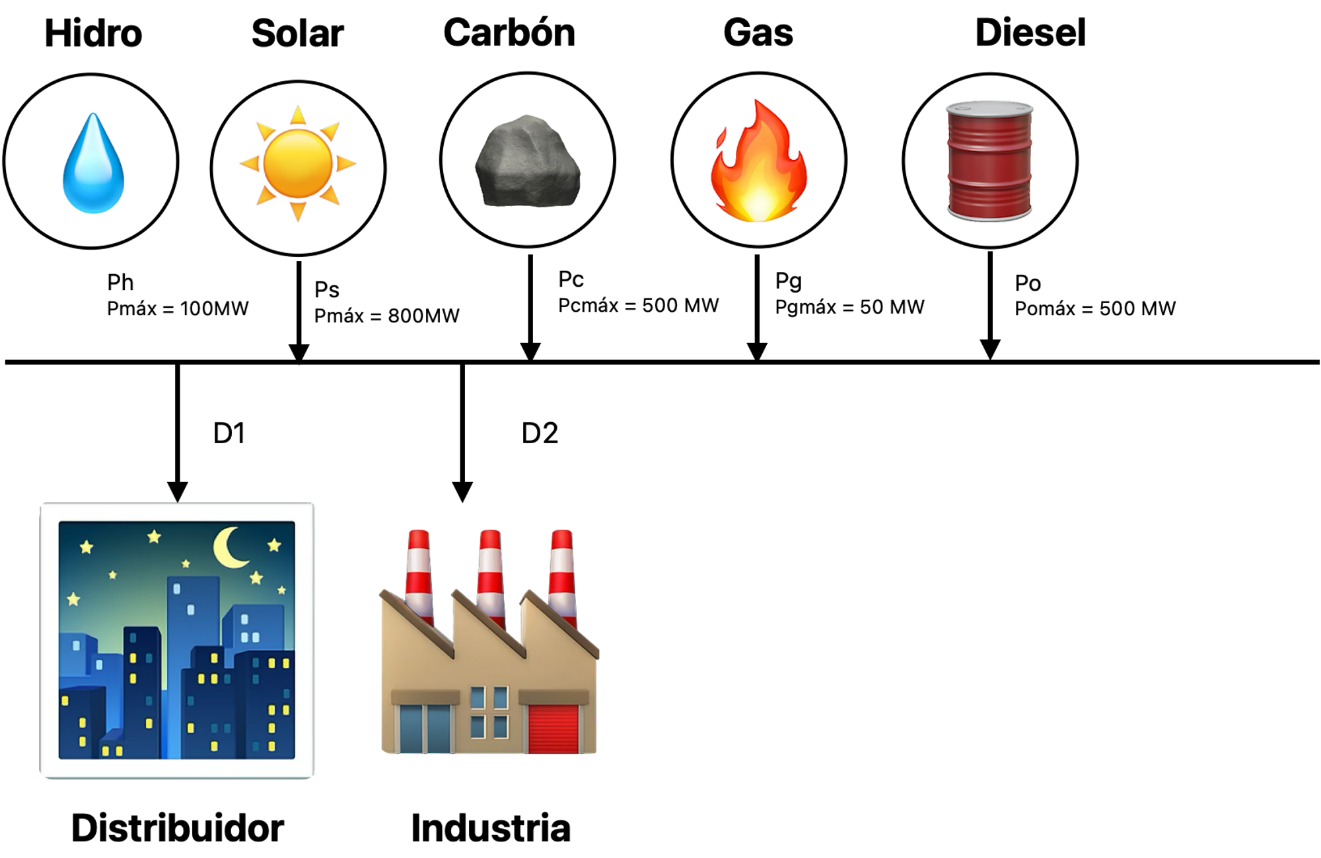 Hidro
Solar
Carbón
Gas
Diesel
Ph
Pmáx = 100MW
Ps
Pmáx = 800MW
Pc
Pcmáx = 500 MW
Pg
Pgmáx = 50 MW
Po
Pomáx = 500 MW
D1
D2
Distribuidor
Industria